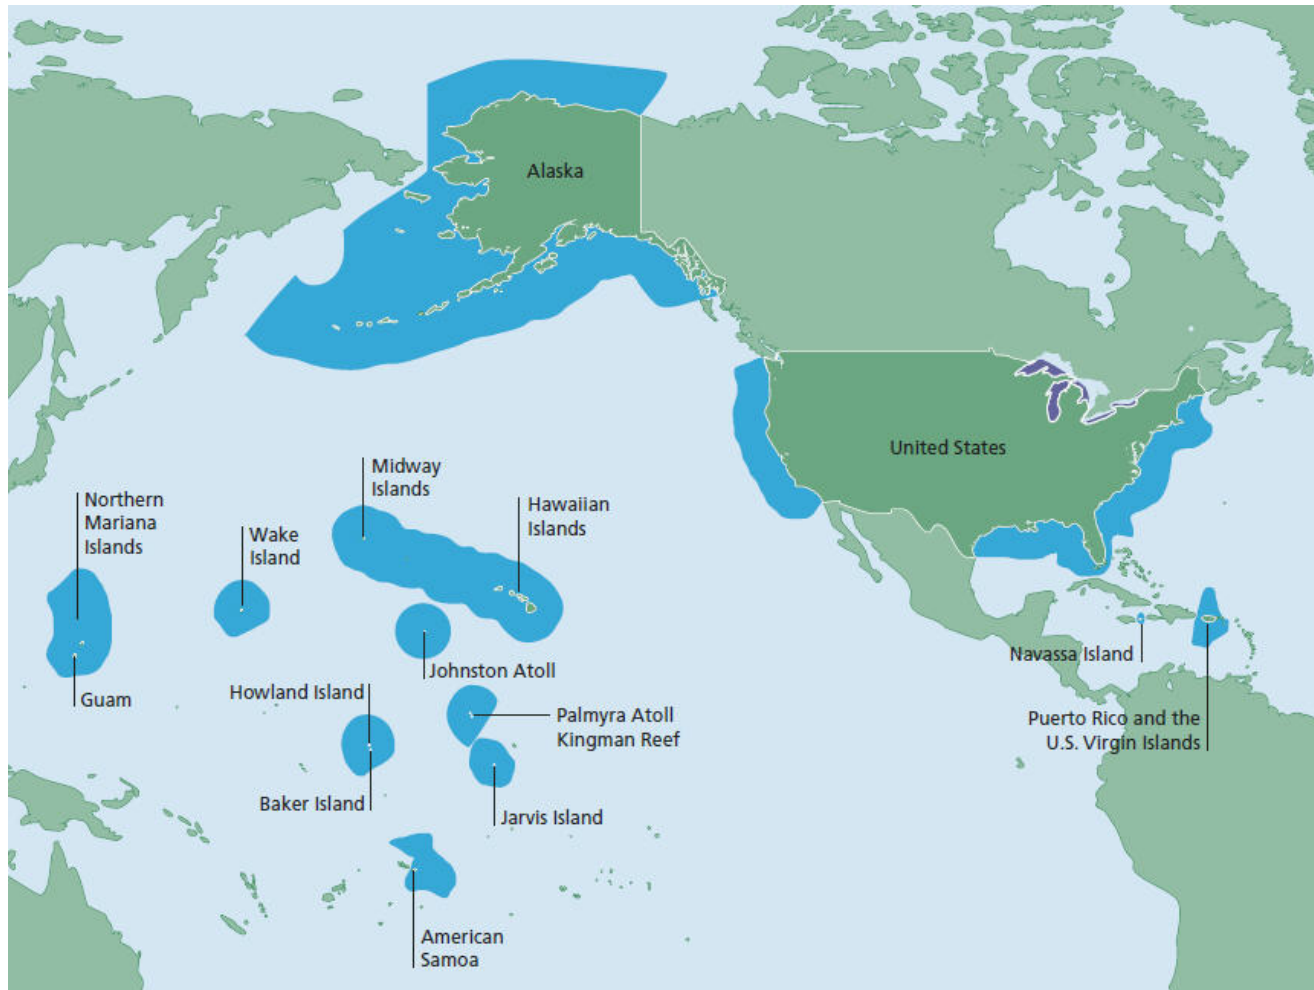 Alaska
United States
Midway
Islands
Hawaiian
Islands
Northern
Mariana
Islands
Wake
Island
Johnston Atoll
Navassa Island
Howland Island
Guam
Palmyra Atoll
Kingman Reef
Puerto Rico and the
U.S. Virgin Islands
Baker Island
Jarvis Island
American
Samoa